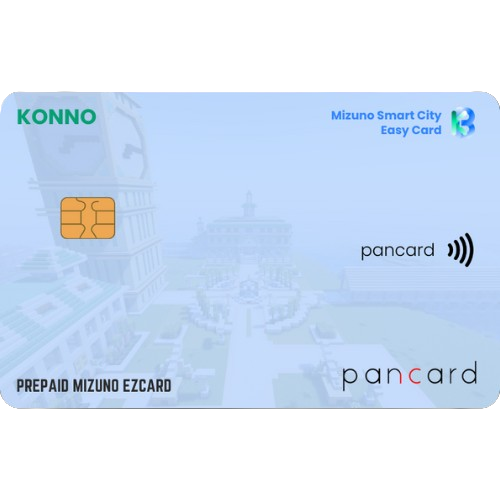 KONNO
Mizuno Smart City
Easy Card
pancard
PREPAID MIZUNO EZCARD
pancard